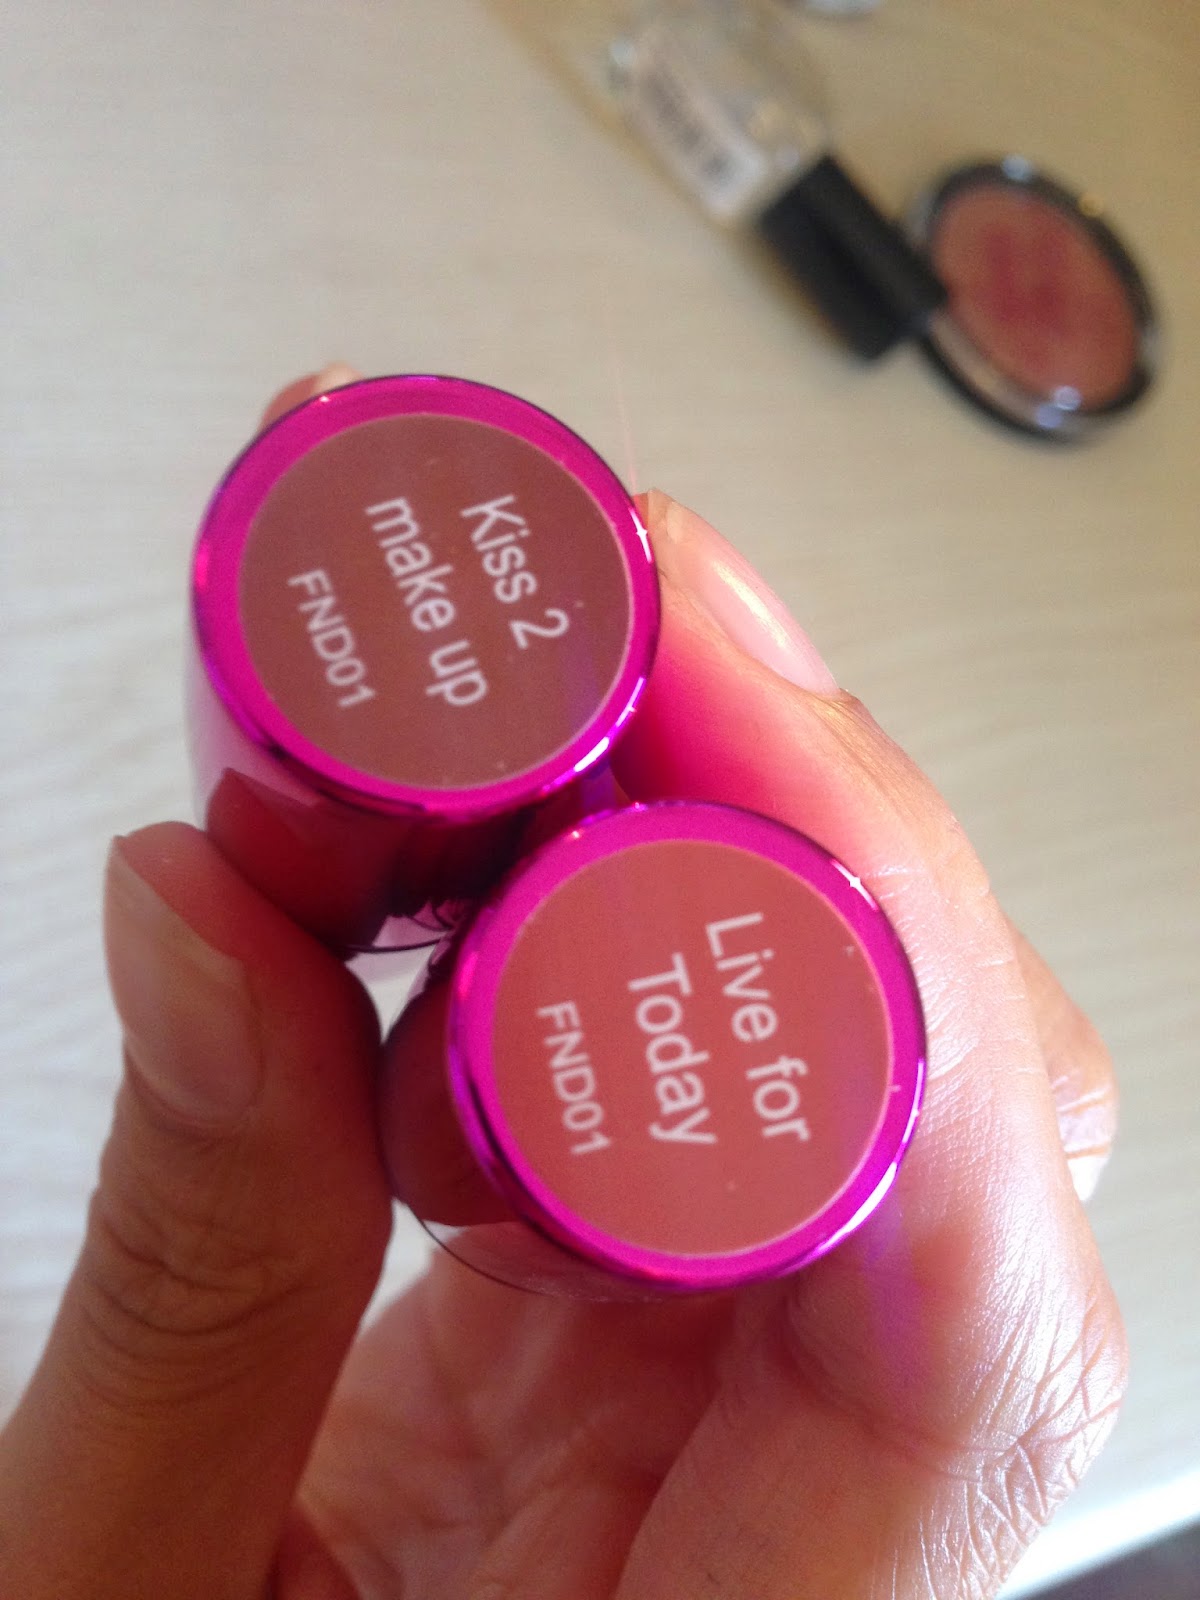 Kiss 2
make up
FND01
Live for
Today
FND01